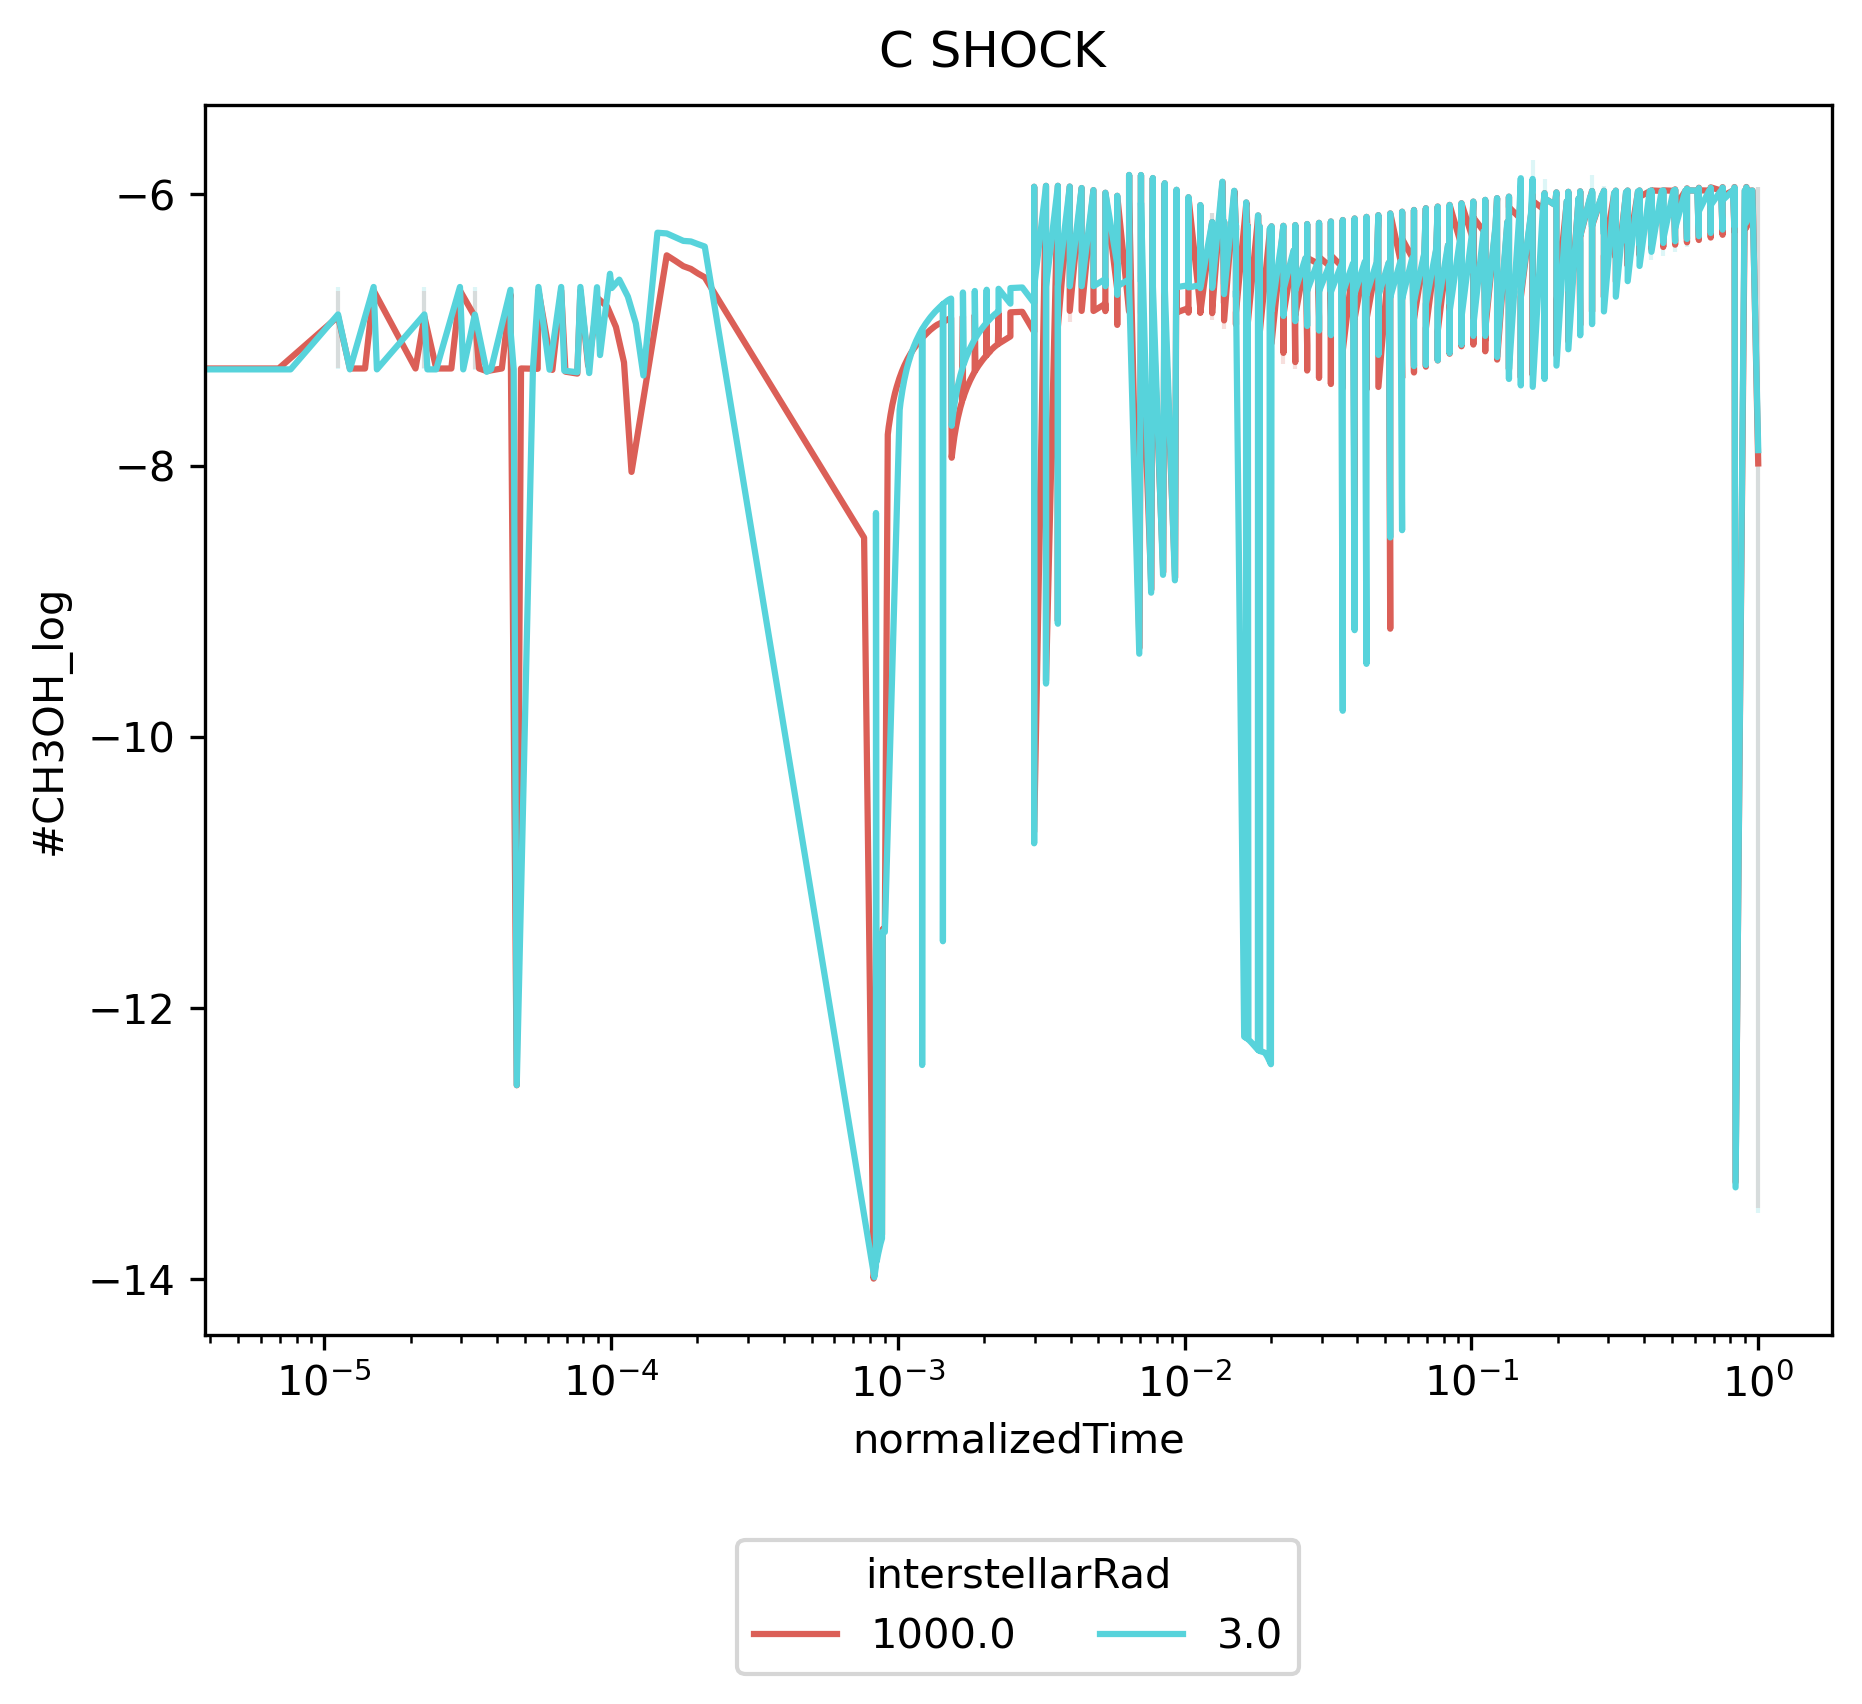 C SHOCK
−6
−8
−10
−12
−14
#CH3OH_log
10⁻⁵ 10⁻⁴ 10⁻³ 10⁻² 10⁻¹ 10⁰
normalizedTime
interstellarRad
1000.0 3.0